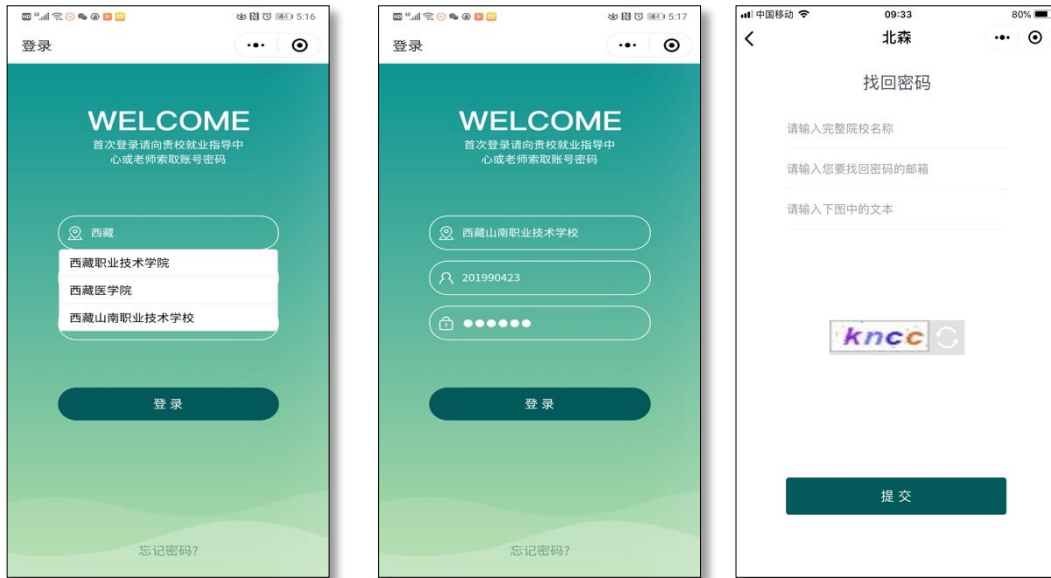 5:16
登录
WELCOME
首次登录请向贵校就业指导中
心或老师索取账号密码
西藏
西藏职业技术学院
西藏医学院
西藏山南职业技术学校
登 录
忘记密码?
5:17
登录
WELCOME
首次登录请向贵校就业指导中
心或老师索取账号密码
西藏山南职业技术学校
201990423
登 录
忘记密码?
中国移动 09:33 80%
北森
找回密码
请输入完整院校名称
请输入您要找回密码的邮箱
请输入下图中的文本
kncc
提 交